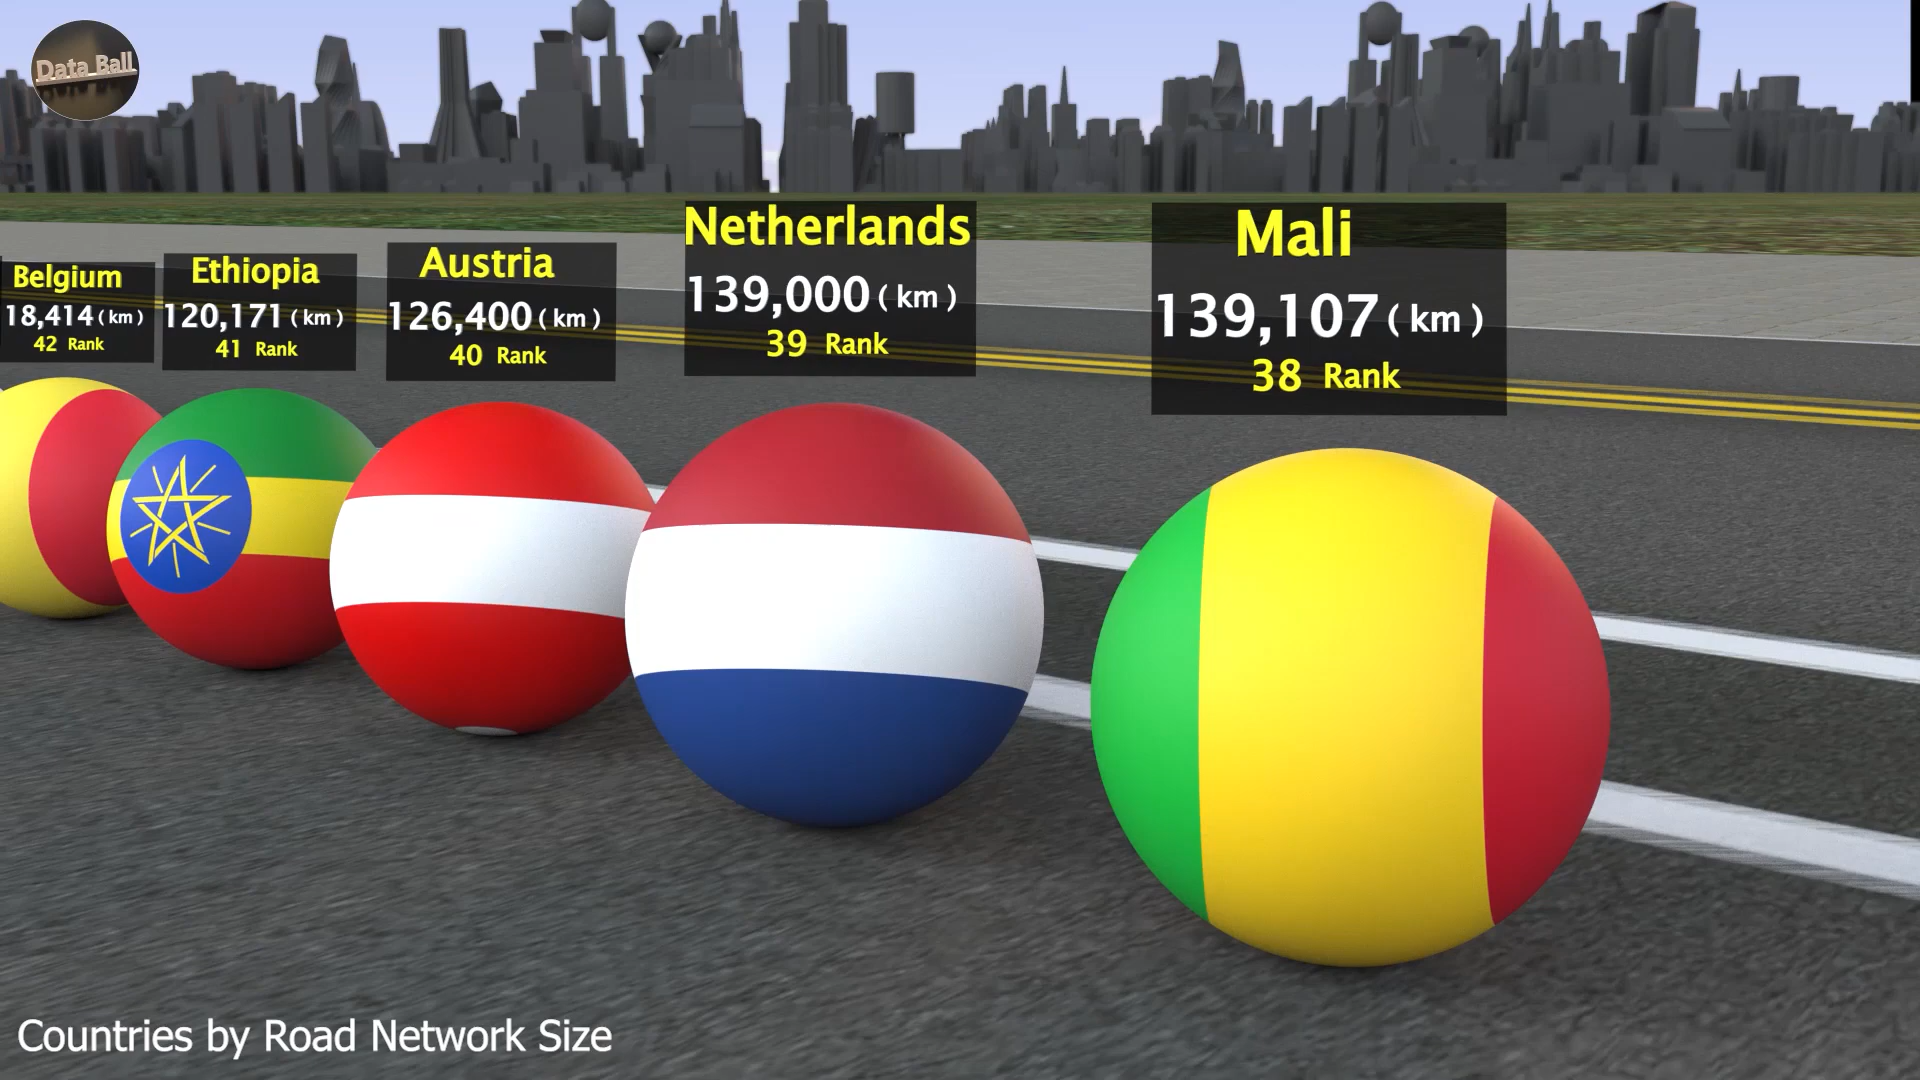 Data Ball
Belgium
18,414 (km)
42 Rank
Ethiopia
120,171 (km)
41 Rank
Austria
126,400 (km)
40 Rank
Netherlands
139,000 (km)
39 Rank
Mali
139,107 (km)
38 Rank
Countries by Road Network Size